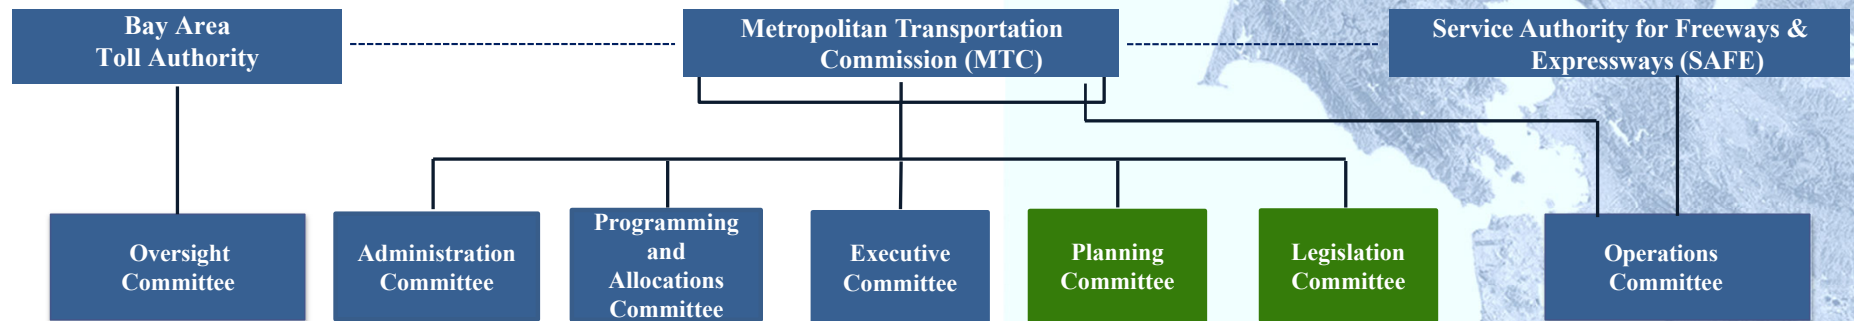 Bay Area
Toll Authority
Metropolitan Transportation
Commission (MTC)
Service Authority for Freeways &
Expressways (SAFE)
Oversight
Committee
Administration
Committee
Programming
and
Allocations
Committee
Executive
Committee
Planning
Committee
Legislation
Committee
Operations
Committee